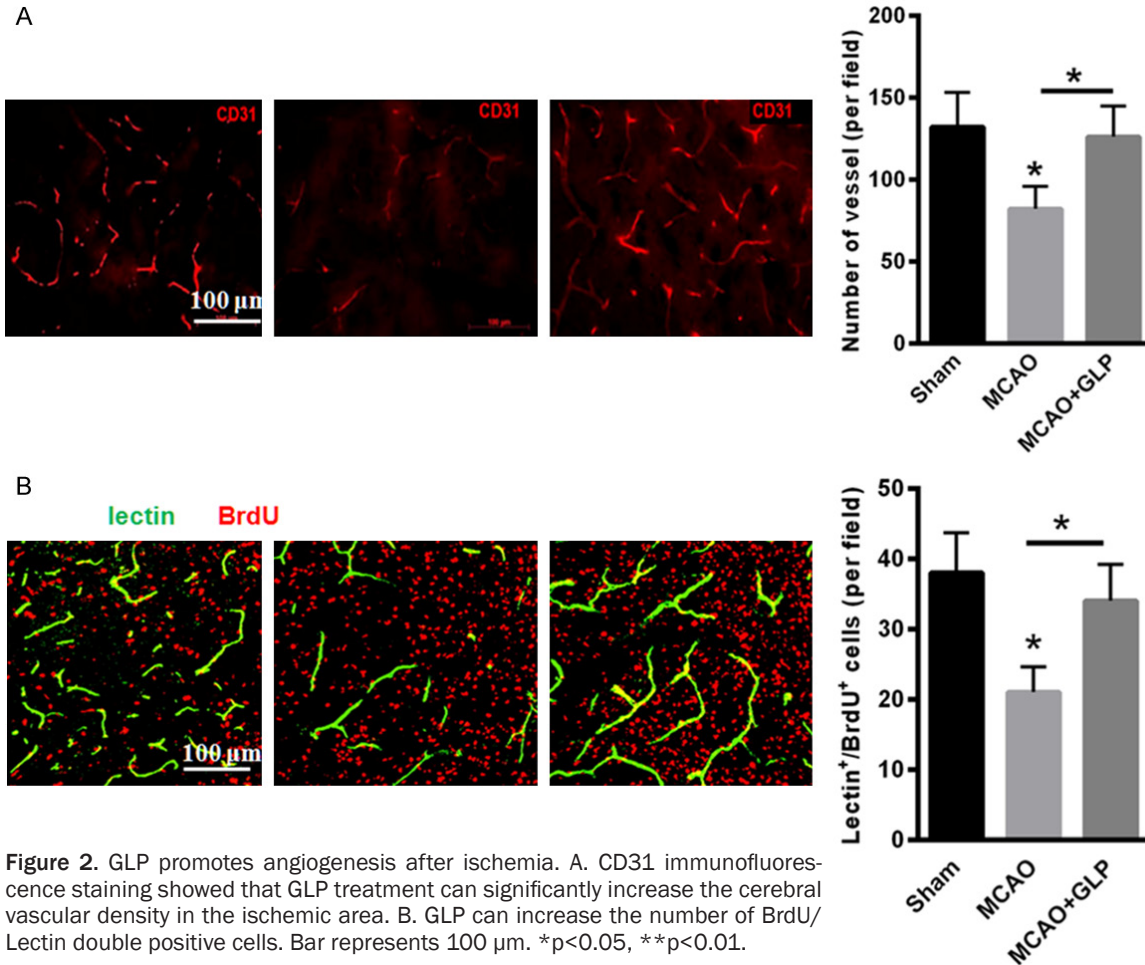 A
CD31
CD31
CD31
100 μm
100 μm
Number of vessel (per field)
200
150
100
50
0
*
*
Sham
MCAO
MCAO+GLP
B
lectin BrdU
100 μm
Lectin⁺/BrdU⁺ cells (per field)
50
40
30
20
10
0
*
*
Sham
MCAO
MCAO+GLP
Figure 2. GLP promotes angiogenesis after ischemia. A. CD31 immunofluores-
cence staining showed that GLP treatment can significantly increase the cerebral
vascular density in the ischemic area. B. GLP can increase the number of BrdU/
Lectin double positive cells. Bar represents 100 μm. *p<0.05, **p<0.01.